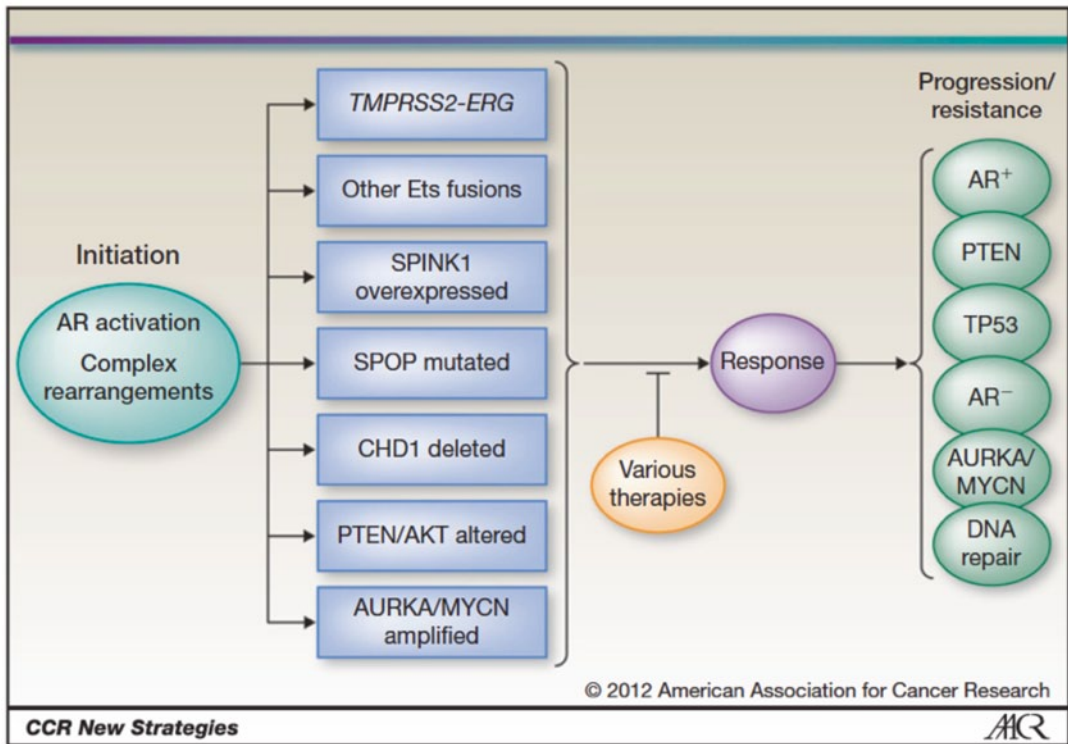 Initiation
AR activation
Complex
rearrangements
TMPRSS2-ERG
Other Ets fusions
SPINK1
overexpressed
SPOP mutated
CHD1 deleted
PTEN/AKT altered
AURKA/MYCN
amplified
Various
therapies
Response
Progression/
resistance
AR⁺
PTEN
TP53
AR⁻
AURKA/
MYCN
DNA
repair
© 2012 American Association for Cancer Research
CCR New Strategies
AACR